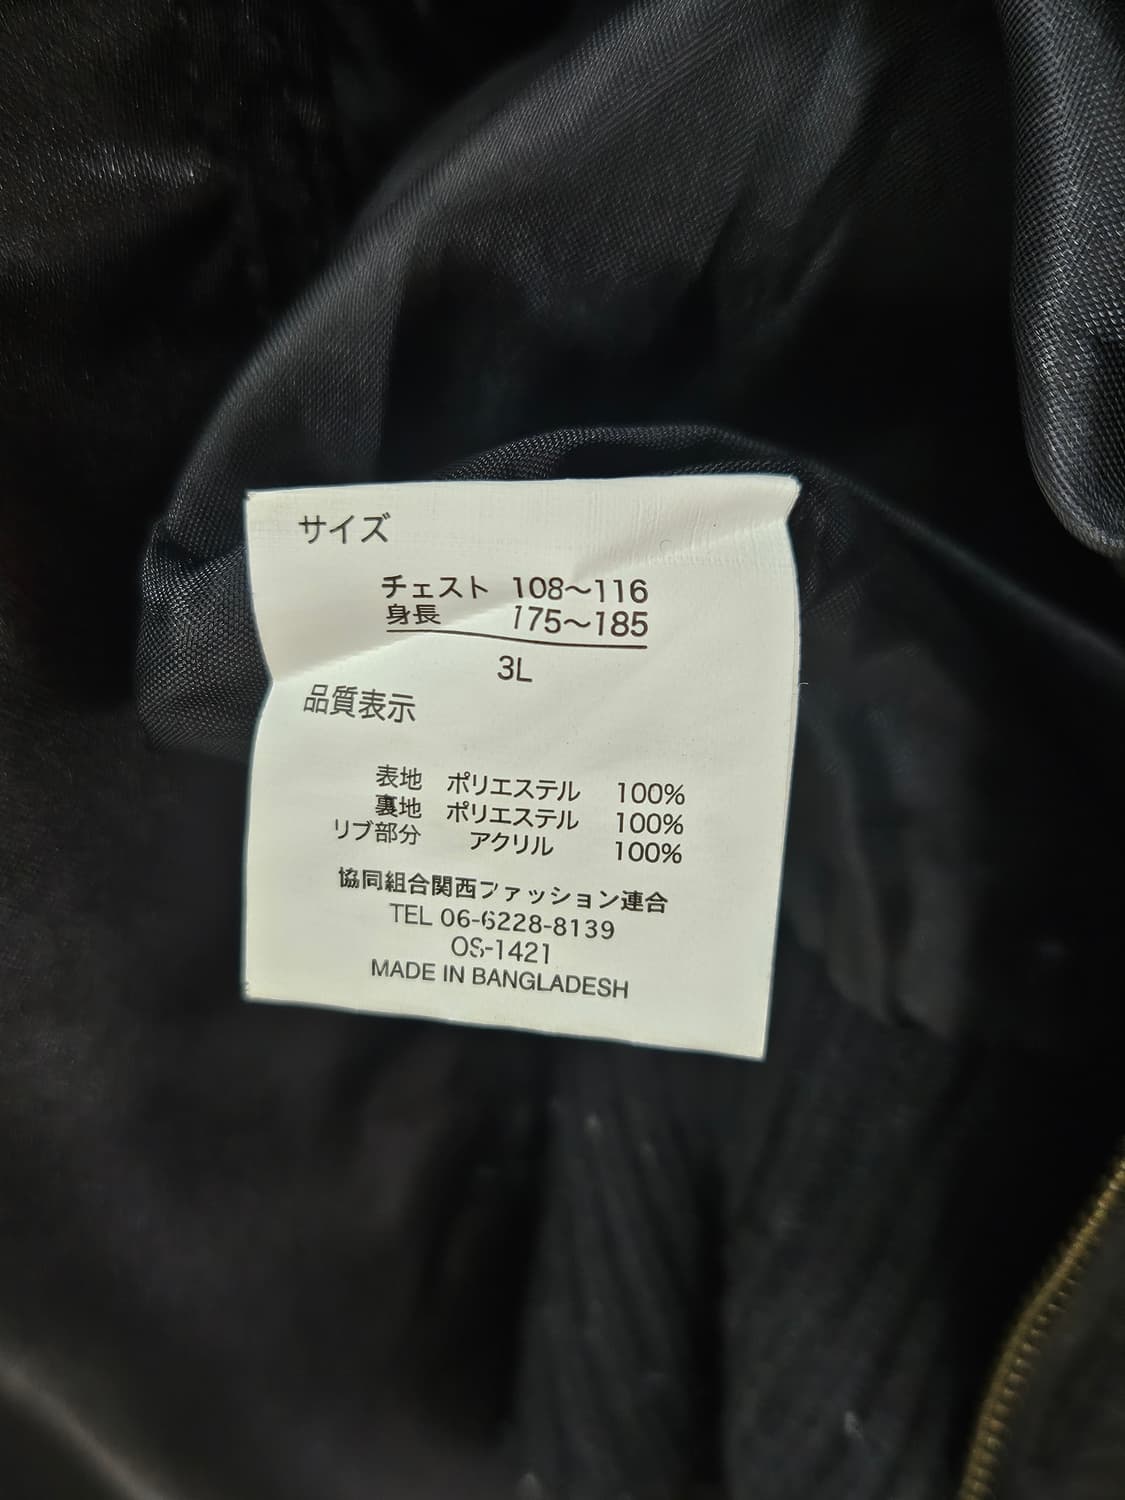 サイズ
チェスト 108～116
身長 175～185
3L
品質表示
表地 ポリエステル 100%
裏地 ポリエステル 100%
リブ部分 アクリル 100%
協同組合関西ファッション連合
TEL 06-6228-8139
OS-1421
MADE IN BANGLADESH